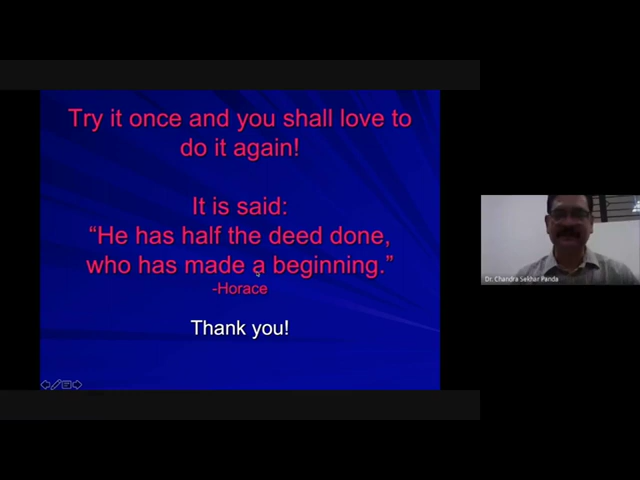 Try it once and you shall love to
do it again!
It is said:
“He has half the deed done,
who has made a beginning.”
-Horace
Thank you!
Dr. Chandra Sekhar Panda